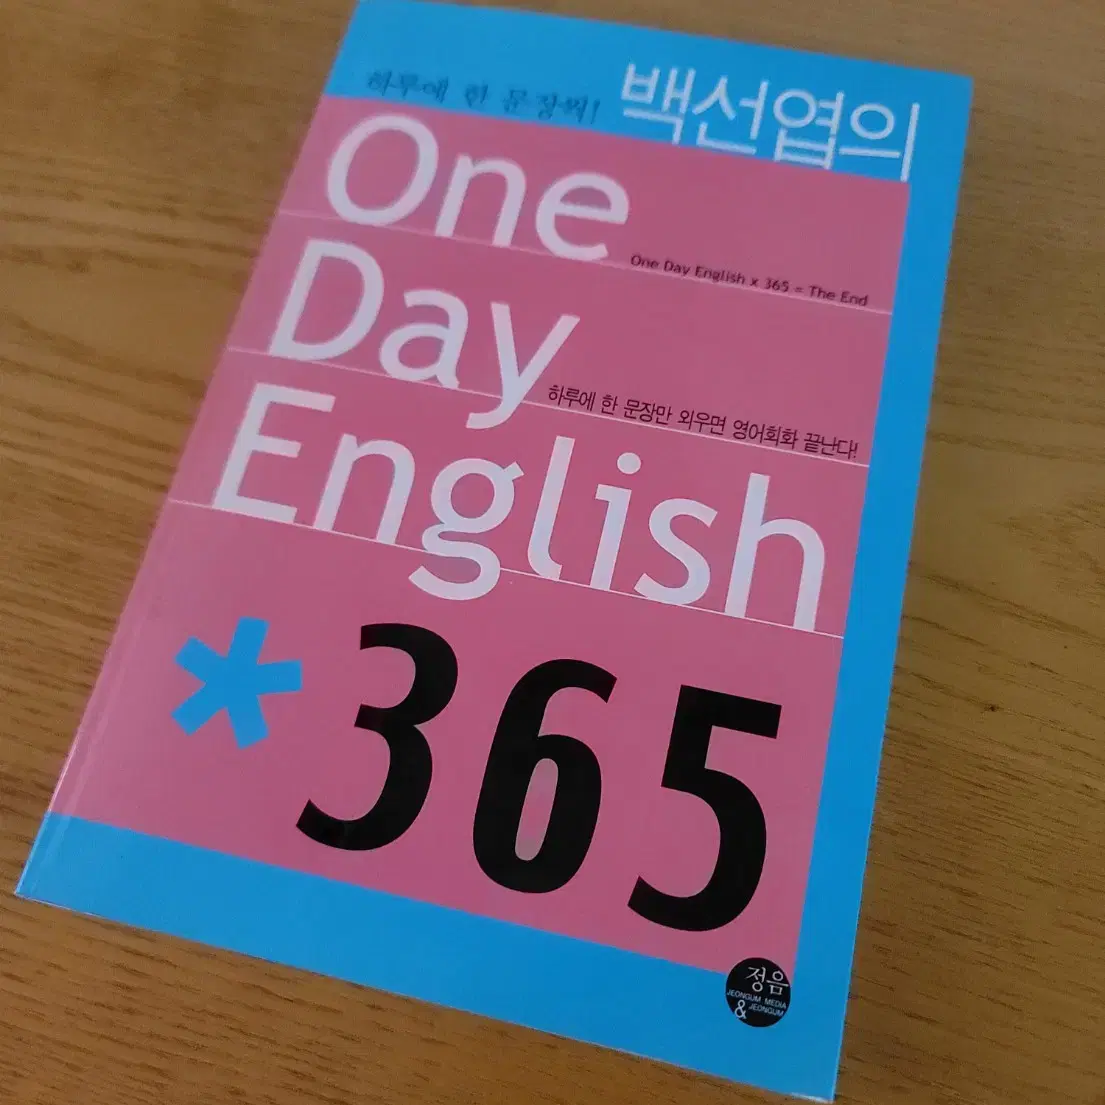 하루에 한 문장씩!
백선엽의
One
One Day English x 365 = The End
Day
하루에 한 문장만 외우면 영어회화 끝난다!
English
*365
정음
JEONGUM MEDIA
& JEONGUM